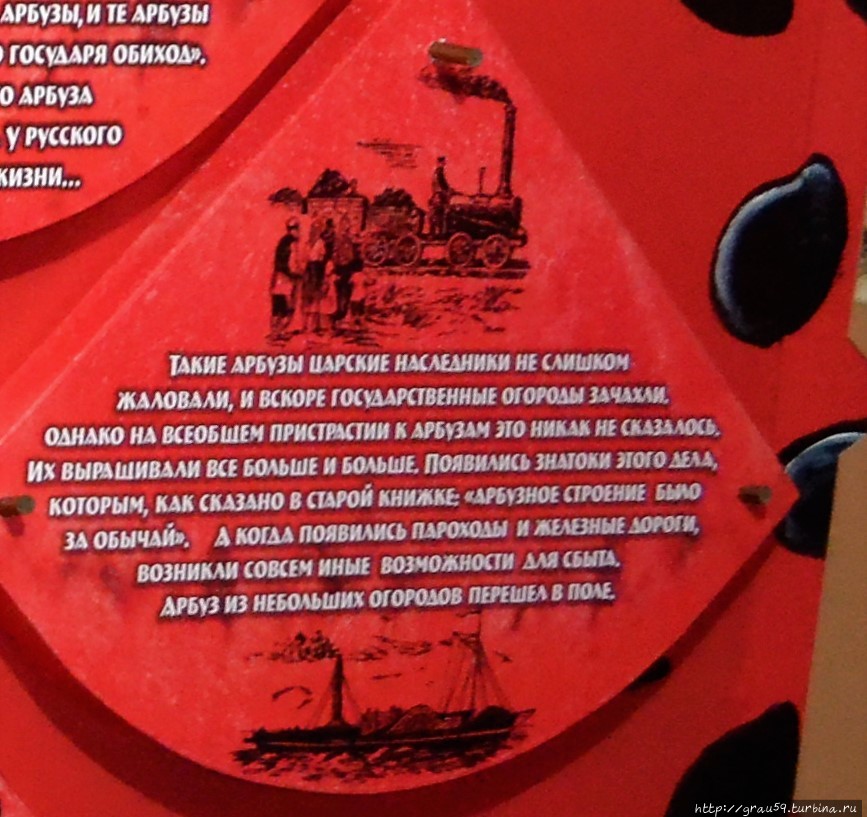 АРБУЗЫ, И ТЕ АРБУЗЫ
ГОСУДАРЯ ОБИХОД».
О АРБУЗА
У РУССКОГО
ЖИЗНИ...
ТАКИЕ АРБУЗЫ ЦАРСКИЕ НАСЛЕДНИКИ НЕ СЛИШКОМ
ЖАЛОВАЛИ, И ВСКОРЕ ГОСУДАРСТВЕННЫЕ ОГОРОДЫ ЗАЧАХЛИ.
ОДНАКО НА ВСЕОБЩЕМ ПРИСТРАСТИИ К АРБУЗАМ ЭТО НИКАК НЕ СКАЗАЛОСЬ.
ИХ ВЫРАЩИВАЛИ ВСЕ БОЛЬШЕ И БОЛЬШЕ. ПОЯВИЛИСЬ ЗНАТОКИ ЭТОГО ДЕЛА,
КОТОРЫМ, КАК СКАЗАНО В СТАРОЙ КНИЖКЕ: «АРБУЗНОЕ СТРОЕНИЕ БЫЛО
ЗА ОБЫЧАЙ». А КОГДА ПОЯВИЛИСЬ ПАРОХОДЫ И ЖЕЛЕЗНЫЕ ДОРОГИ,
ВОЗНИКЛИ СОВСЕМ ИНЫЕ ВОЗМОЖНОСТИ ДЛЯ СБЫТА.
АРБУЗ ИЗ НЕБОЛЬШИХ ОГОРОДОВ ПЕРЕШЕЛ В ПОЛЕ.
http://grau59.turbina.ru